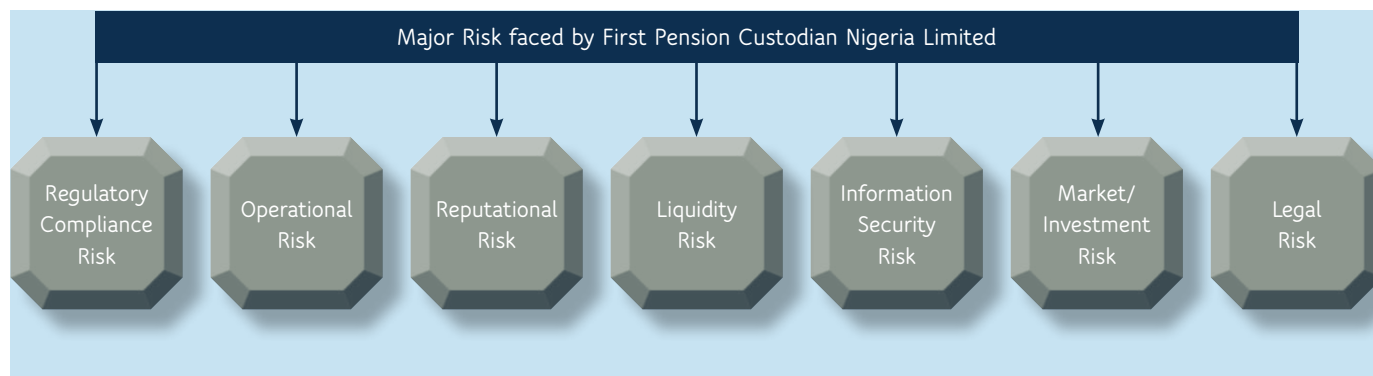 Major Risk faced by First Pension Custodian Nigeria Limited
Regulatory
Compliance
Risk
Operational
Risk
Reputational
Risk
Liquidity
Risk
Information
Security
Risk
Market/
Investment
Risk
Legal
Risk